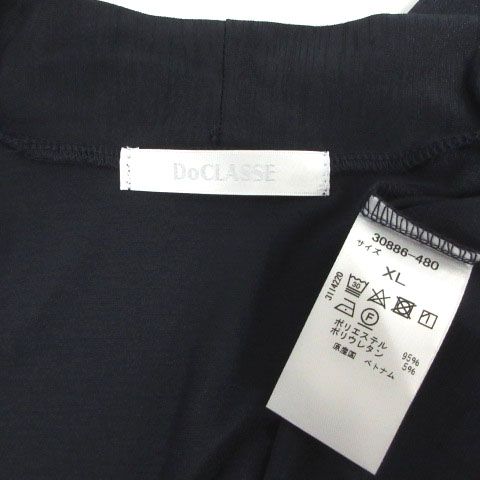 DoCLASSE
30886-480
サイズ
XL
3114220
30
F
ポリエステル 95%
ポリウレタン 5%
原産国 ベトナム